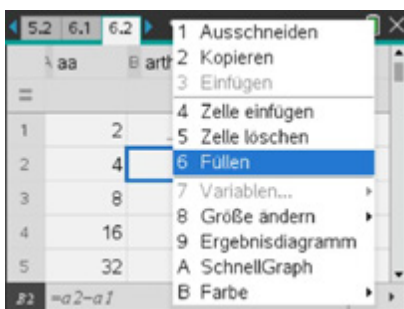 5.2 6.1 6.2
A aa B arth
=
1 2
2 4
3 8
4 16
5 32
B2 =a2-a1
1 Ausschneiden
2 Kopieren
3 Einfügen
4 Zelle einfügen
5 Zelle löschen
6 Füllen
7 Variablen...
8 Größe ändern
9 Ergebnisdiagramm
A SchnellGraph
B Farbe